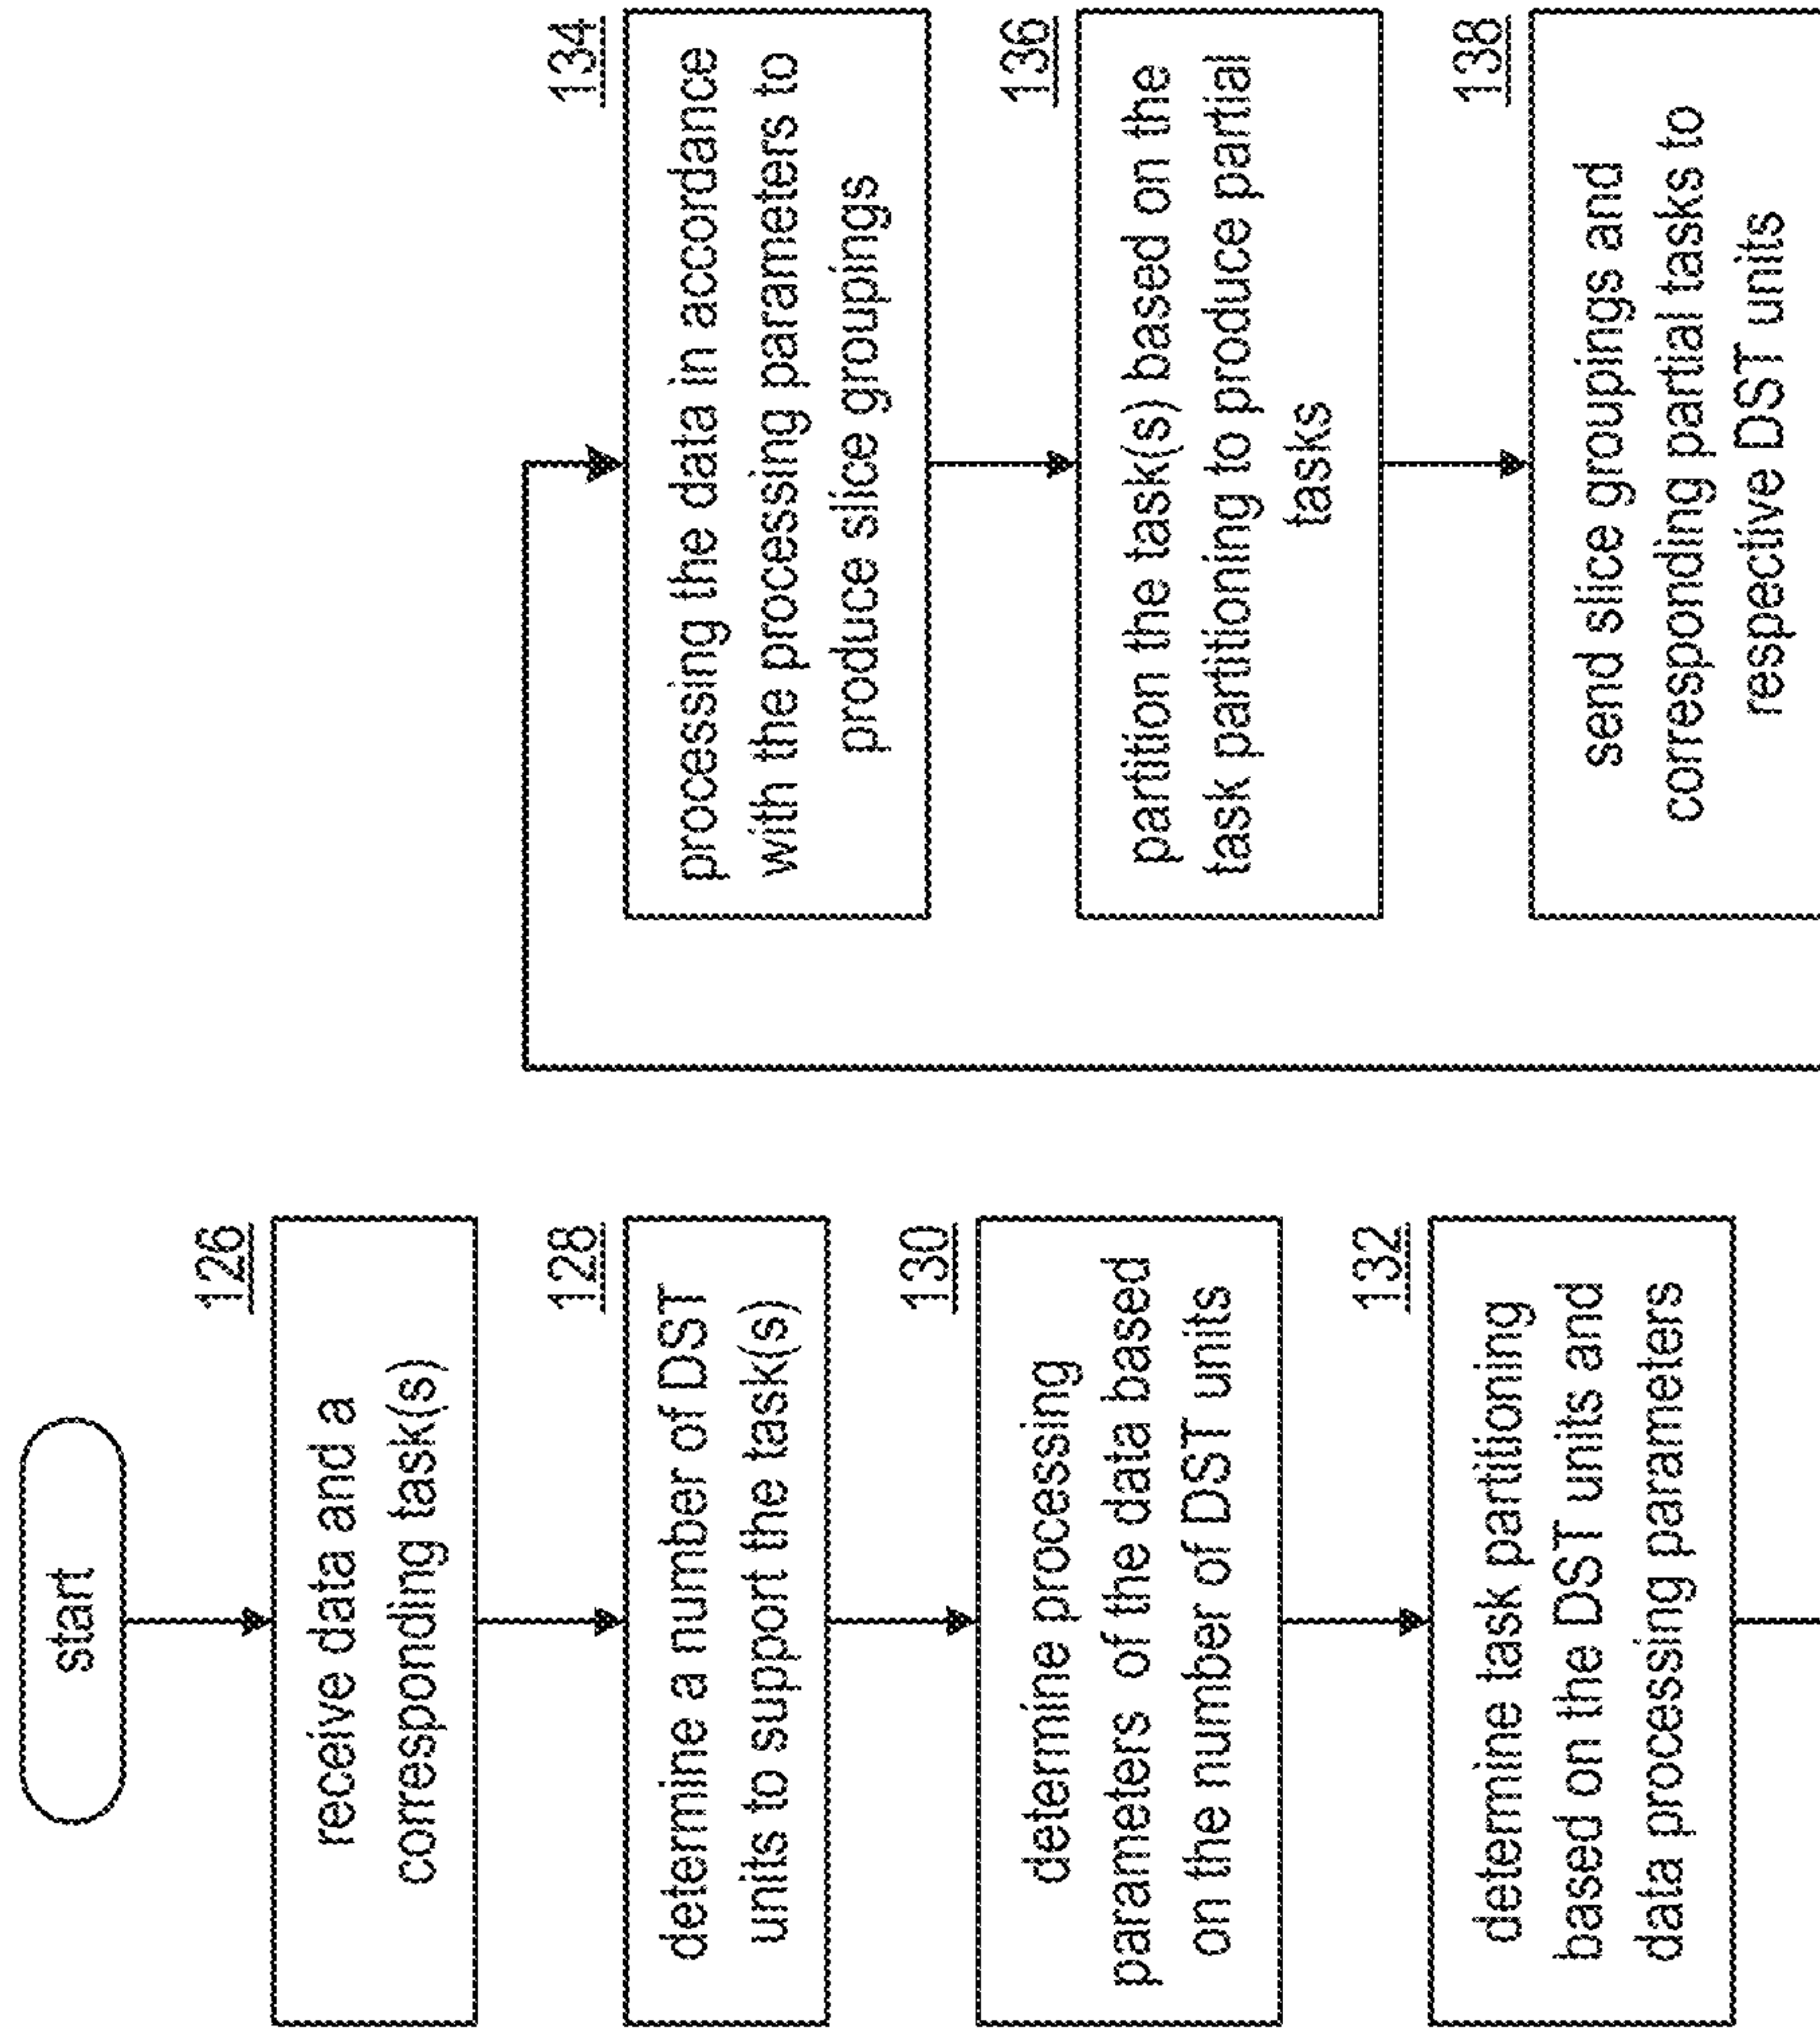 start
126
receive data and a
corresponding task(s)
128
determine a number of DST
units to support the task(s)
130
determine processing
parameters of the data based
on the number of DST units
132
determine task partitioning
based on the DST units and
data processing parameters
134
processing the data in accordance
with the processing parameters to
produce slice groupings
136
partition the task(s) based on the
task partitioning to produce partial
tasks
138
send slice groupings and
corresponding partial tasks to
respective DST units